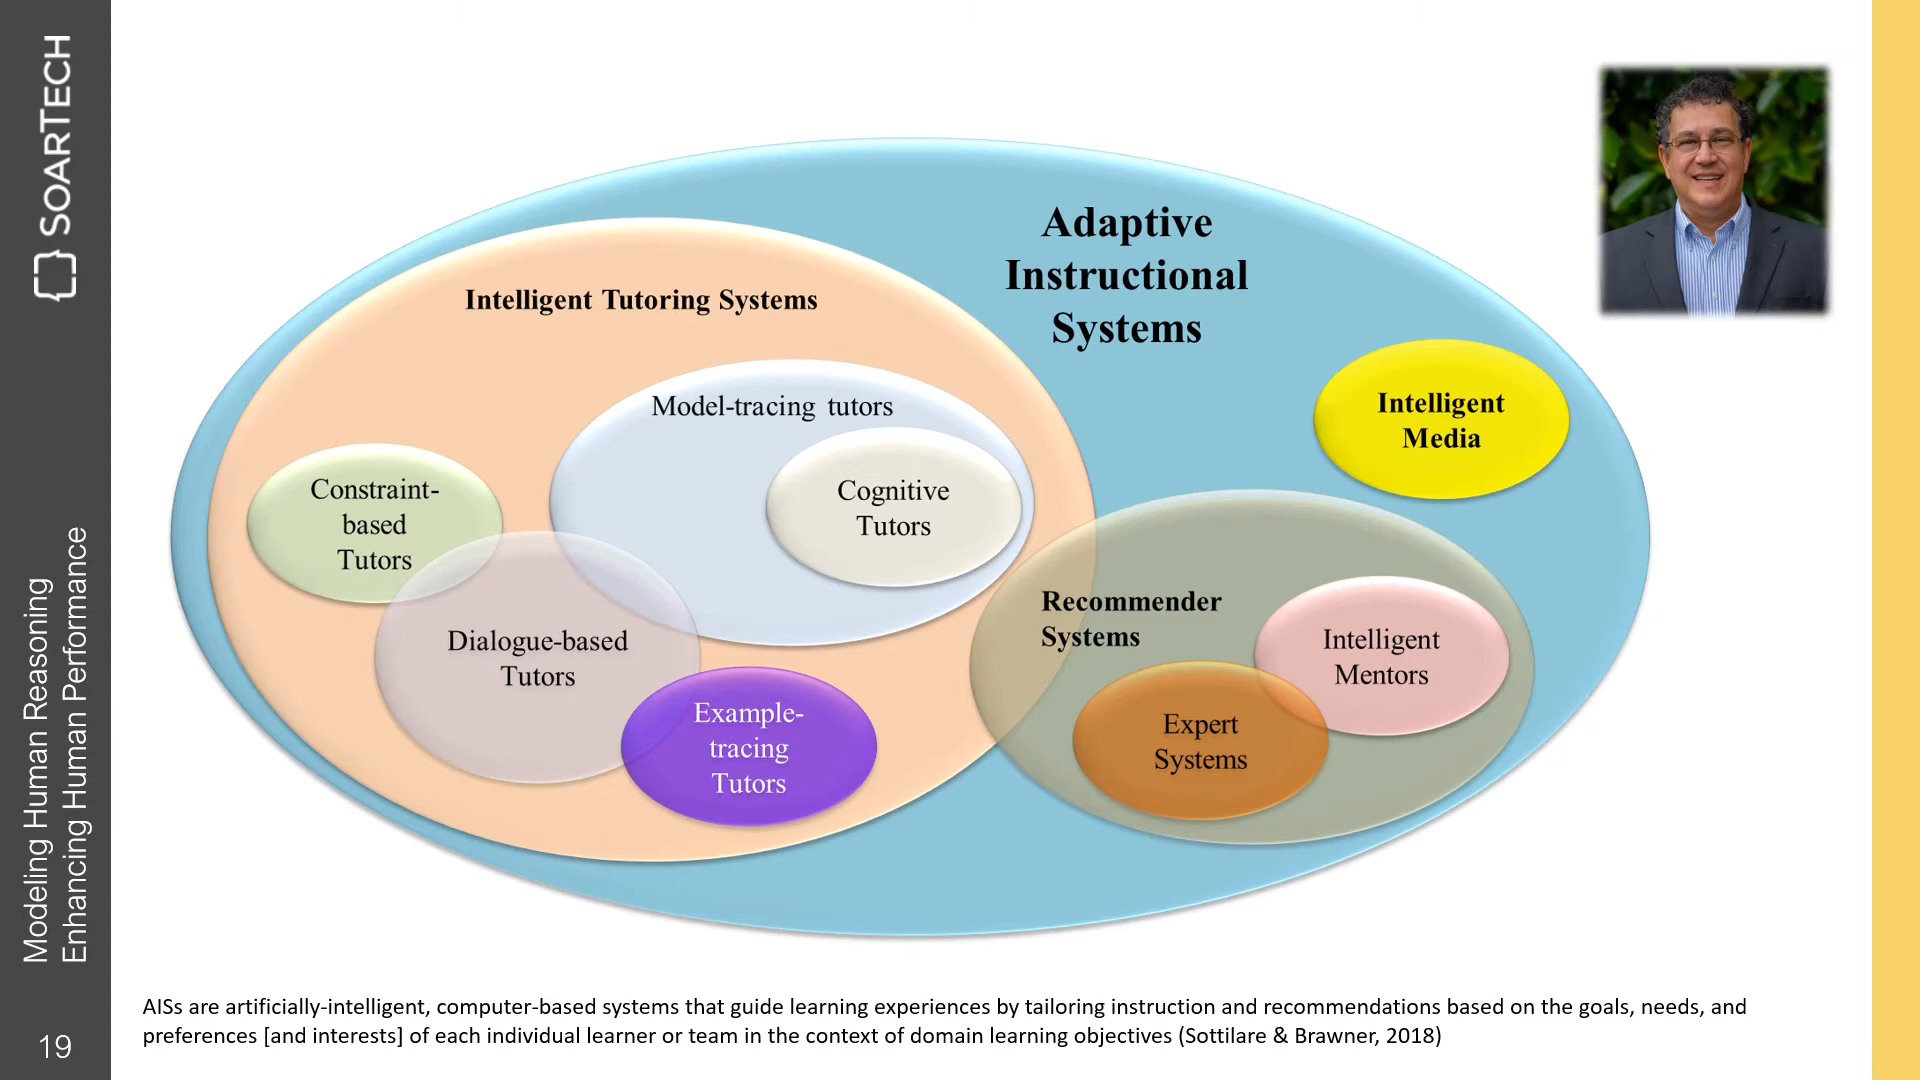 SOARTECH
Modeling Human Reasoning
Enhancing Human Performance
19
Adaptive
Instructional
Systems
Intelligent Tutoring Systems
Model-tracing tutors
Intelligent
Media
Constraint-
based
Tutors
Cognitive
Tutors
Dialogue-based
Tutors
Recommender
Systems
Intelligent
Mentors
Example-
tracing
Tutors
Expert
Systems
AISs are artificially-intelligent, computer-based systems that guide learning experiences by tailoring instruction and recommendations based on the goals, needs, and
preferences [and interests] of each individual learner or team in the context of domain learning objectives (Sottilare & Brawner, 2018)